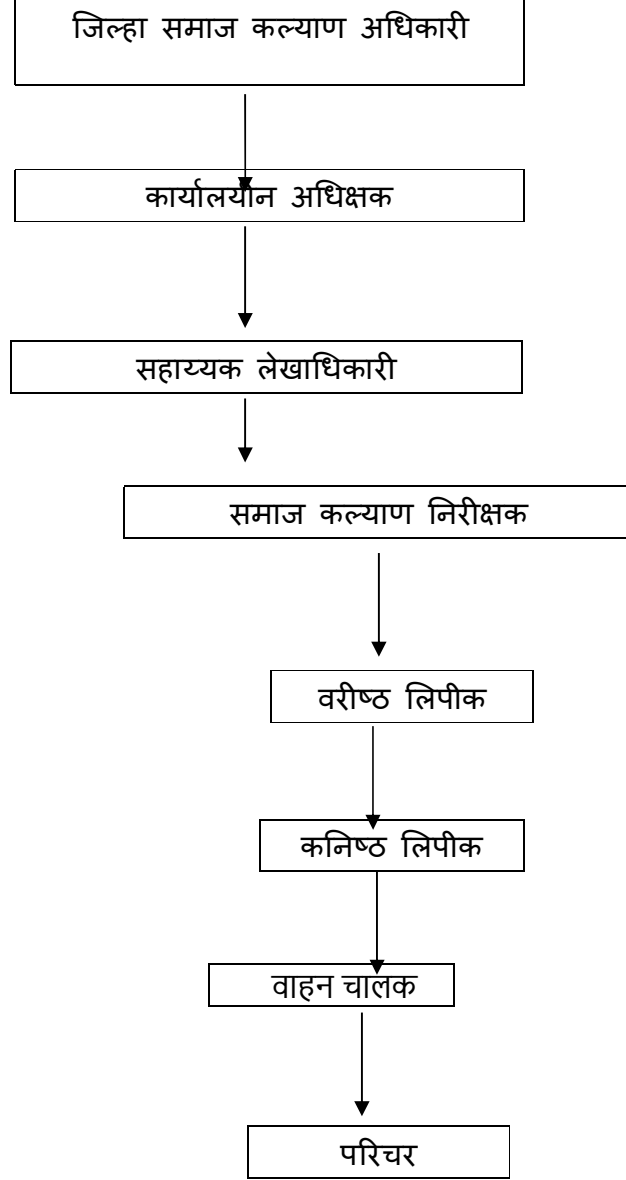 जिल्हा समाज कल्याण अधिकारी
कार्यालयीन अधिक्षक
सहाय्यक लेखाधिकारी
समाज कल्याण निरीक्षक
वरीष्ठ लिपीक
कनिष्ठ लिपीक
वाहन चालक
परिचर